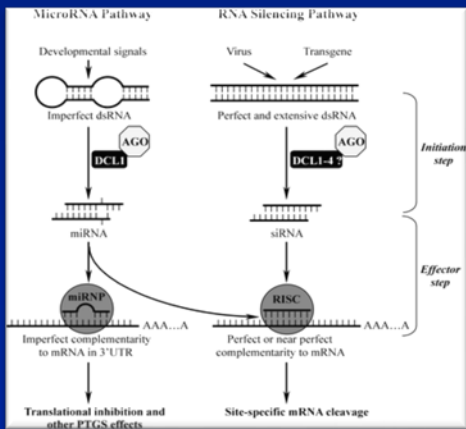 MicroRNA Pathway
RNA Silencing Pathway
Developmental signals
Virus
Transgene
Imperfect dsRNA
Perfect and extensive dsRNA
AGO
DCL1
AGO
DCL1-4 ?
Initiation
step
miRNA
siRNA
Effector
step
miRNP
RISC
AAA...A
AAA...A
Imperfect complementarity
to mRNA in 3'UTR
Perfect or near perfect
complementarity to mRNA
Translational inhibition and
other PTGS effects
Site-specific mRNA cleavage